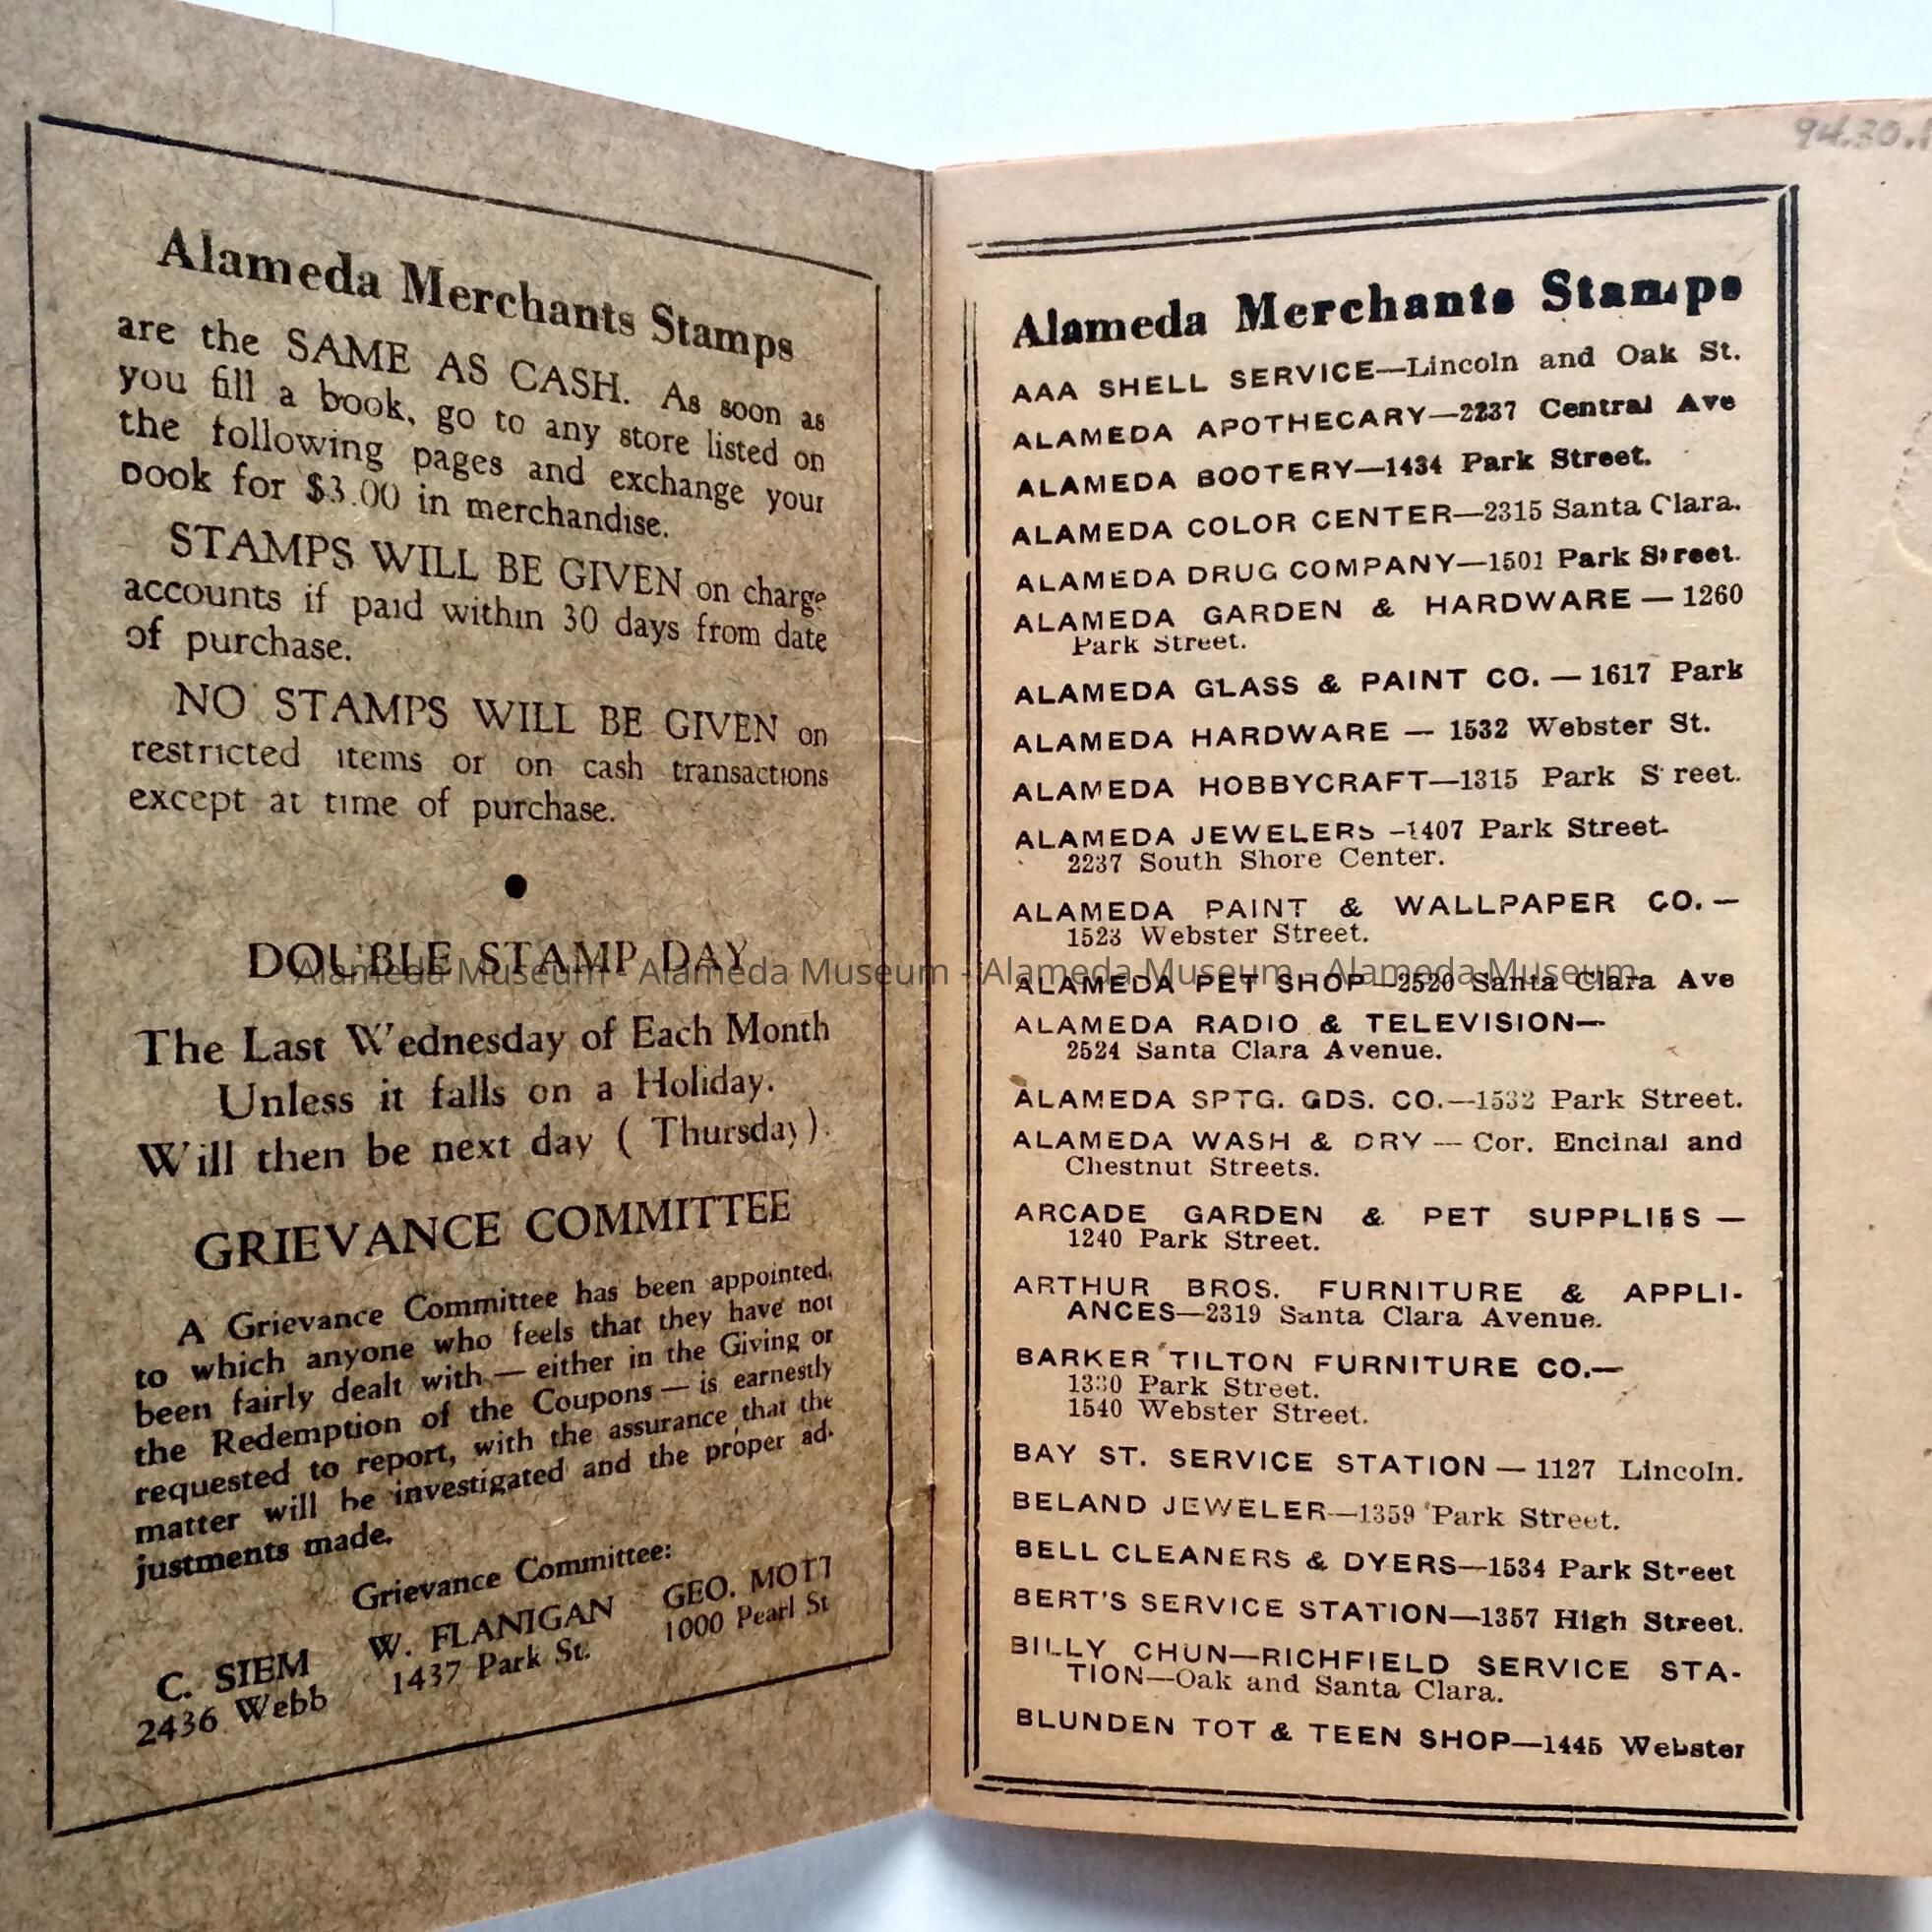 Alameda Merchants Stamps
are the SAME AS CASH. As soon as
you fill a book, go to any store listed on
the following pages and exchange your
book for $3.00 in merchandise.
STAMPS WILL BE GIVEN on charge
accounts if paid within 30 days from date
of purchase.
NO STAMPS WILL BE GIVEN on
restricted items or on cash transactions
except at time of purchase.
●
DOUBLE STAMP DAY
The Last Wednesday of Each Month
Unless it falls on a Holiday.
Will then be next day ( Thursday ).
GRIEVANCE COMMITTEE
A Grievance Committee has been appointed,
to which anyone who feels that they have not
been fairly dealt with — either in the Giving or
the Redemption of the Coupons — is earnestly
requested to report, with the assurance that the
matter will be investigated and the proper ad-
justments made.
Grievance Committee:
C. SIEM W. FLANIGAN GEO. MOTT
2436 Webb 1437 Park St. 1000 Pearl St
94.30.1
Alameda Merchants Stamps
AAA SHELL SERVICE—Lincoln and Oak St.
ALAMEDA APOTHECARY—2237 Central Ave
ALAMEDA BOOTERY—1434 Park Street.
ALAMEDA COLOR CENTER—2315 Santa Clara.
ALAMEDA DRUG COMPANY—1501 Park Street.
ALAMEDA GARDEN & HARDWARE — 1260
Park Street.
ALAMEDA GLASS & PAINT CO. — 1617 Park
ALAMEDA HARDWARE — 1532 Webster St.
ALAMEDA HOBBYCRAFT—1315 Park Street.
ALAMEDA JEWELERS –1407 Park Street.
2237 South Shore Center.
ALAMEDA PAINT & WALLPAPER CO. —
1523 Webster Street.
ALAMEDA PET SHOP—2520 Santa Clara Ave
ALAMEDA RADIO & TELEVISION—
2524 Santa Clara Avenue.
ALAMEDA SPTG. GDS. CO.—1532 Park Street.
ALAMEDA WASH & DRY — Cor. Encinal and
Chestnut Streets.
ARCADE GARDEN & PET SUPPLIES —
1240 Park Street.
ARTHUR BROS. FURNITURE & APPLI-
ANCES—2319 Santa Clara Avenue.
BARKER TILTON FURNITURE CO.—
1330 Park Street.
1540 Webster Street.
BAY ST. SERVICE STATION — 1127 Lincoln.
BELAND JEWELER—1359 Park Street.
BELL CLEANERS & DYERS—1534 Park Street
BERT'S SERVICE STATION—1357 High Street.
BILLY CHUN—RICHFIELD SERVICE STA-
TION—Oak and Santa Clara.
BLUNDEN TOT & TEEN SHOP—1445 Webster
Alameda Museum - Alameda Museum - Alameda Museum - Alameda Museum